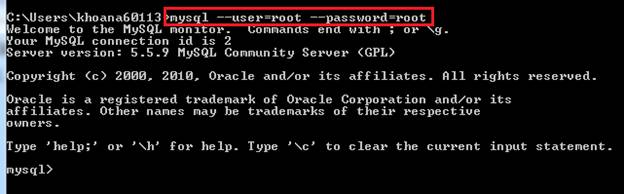 C:\Users\khoana60113>mysql --user=root --password=root
Welcome to the MySQL monitor.  Commands end with ; or \g.
Your MySQL connection id is 2
Server version: 5.5.9 MySQL Community Server (GPL)
Copyright (c) 2000, 2010, Oracle and/or its affiliates. All rights reserved.
Oracle is a registered trademark of Oracle Corporation and/or its
affiliates. Other names may be trademarks of their respective
owners.
Type 'help;' or '\h' for help. Type '\c' to clear the current input statement.
mysql>